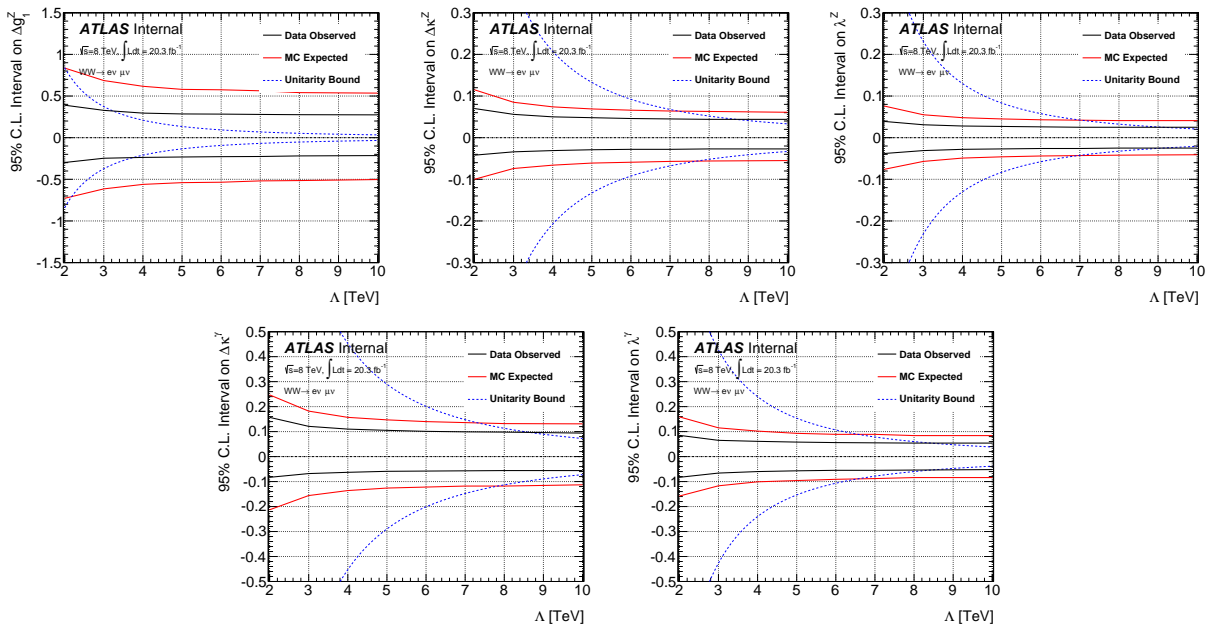 95% C.L. Interval on Δg₁ᶻ
1.5
1
0.5
0
-0.5
-1
-1.5
ATLAS Internal
√s=8 TeV, ∫Ldt = 20.3 fb⁻¹
WW→ eν μν
Data Observed
MC Expected
Unitarity Bound
2 3 4 5 6 7 8 9 10
Λ [TeV]
95% C.L. Interval on Δκᶻ
0.3
0.2
0.1
0
-0.1
-0.2
-0.3
ATLAS Internal
√s=8 TeV, ∫Ldt = 20.3 fb⁻¹
WW→ eν μν
Data Observed
MC Expected
Unitarity Bound
2 3 4 5 6 7 8 9 10
Λ [TeV]
95% C.L. Interval on λᶻ
0.3
0.2
0.1
0
-0.1
-0.2
-0.3
ATLAS Internal
√s=8 TeV, ∫Ldt = 20.3 fb⁻¹
WW→ eν μν
Data Observed
MC Expected
Unitarity Bound
2 3 4 5 6 7 8 9 10
Λ [TeV]
95% C.L. Interval on Δκᵞ
0.5
0.4
0.3
0.2
0.1
0
-0.1
-0.2
-0.3
-0.4
-0.5
ATLAS Internal
√s=8 TeV, ∫Ldt = 20.3 fb⁻¹
WW→ eν μν
Data Observed
MC Expected
Unitarity Bound
2 3 4 5 6 7 8 9 10
Λ [TeV]
95% C.L. Interval on λᵞ
0.5
0.4
0.3
0.2
0.1
0
-0.1
-0.2
-0.3
-0.4
-0.5
ATLAS Internal
√s=8 TeV, ∫Ldt = 20.3 fb⁻¹
WW→ eν μν
Data Observed
MC Expected
Unitarity Bound
2 3 4 5 6 7 8 9 10
Λ [TeV]